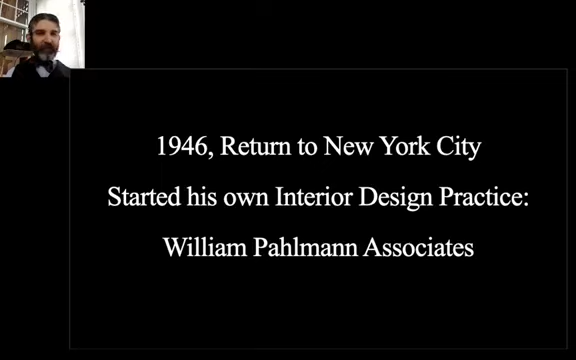 1946, Return to New York City
Started his own Interior Design Practice:
William Pahlmann Associates